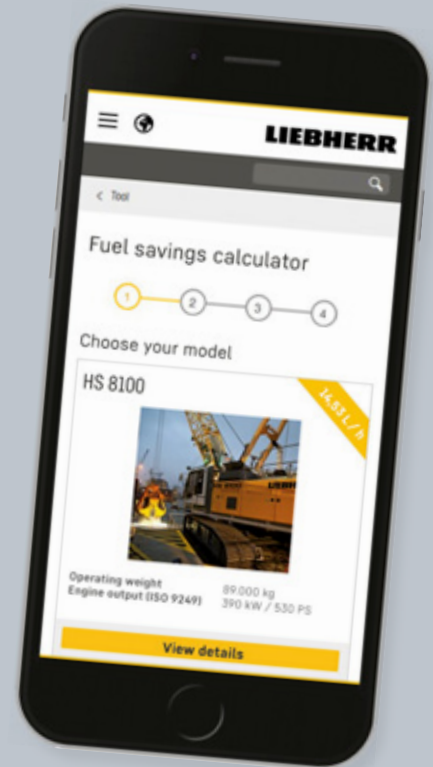 LIEBHERR
< Tool
Fuel savings calculator
1 2 3 4
Choose your model
HS 8100
14,53 L / h
LIEBHERR
Operating weight 89.000 kg
Engine output (ISO 9249) 390 kW / 530 PS
View details